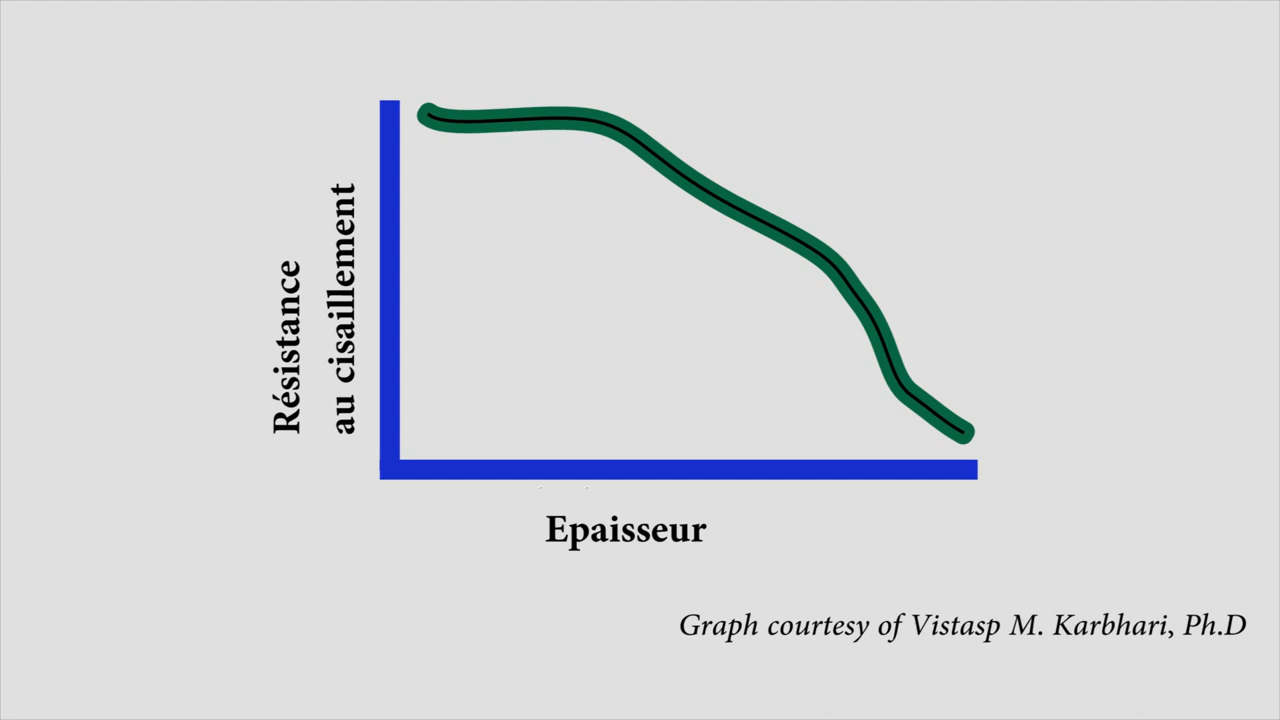 Résistance
au cisaillement
Epaisseur
Graph courtesy of Vistasp M. Karbhari, Ph.D